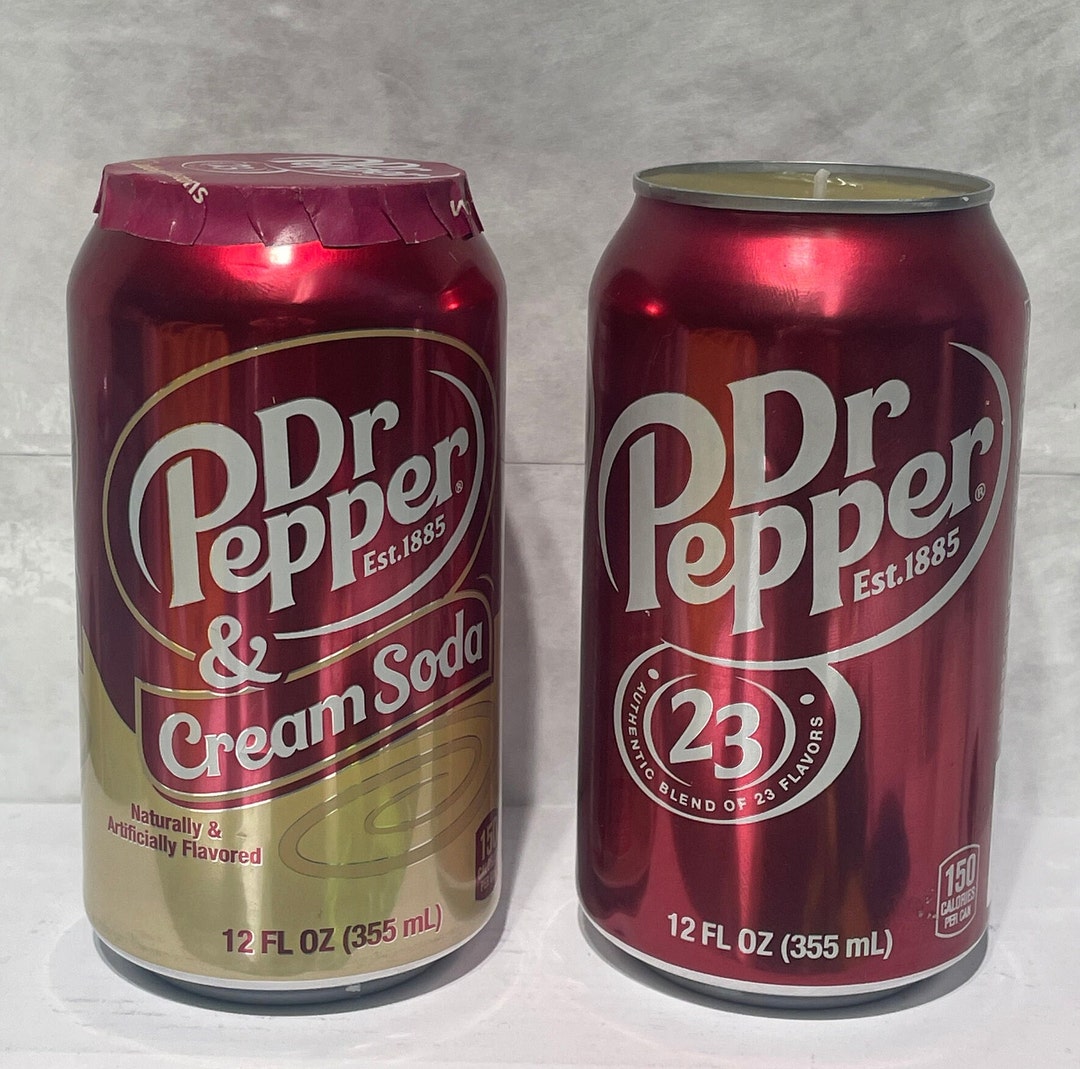 Dr
Pepper®
Est.1885
&
Cream Soda
Naturally &
Artificially Flavored
12 FL OZ (355 mL)
Dr
Pepper®
Est.1885
23
AUTHENTIC BLEND OF 23 FLAVORS
150
CALORIES
PER CAN
12 FL OZ (355 mL)